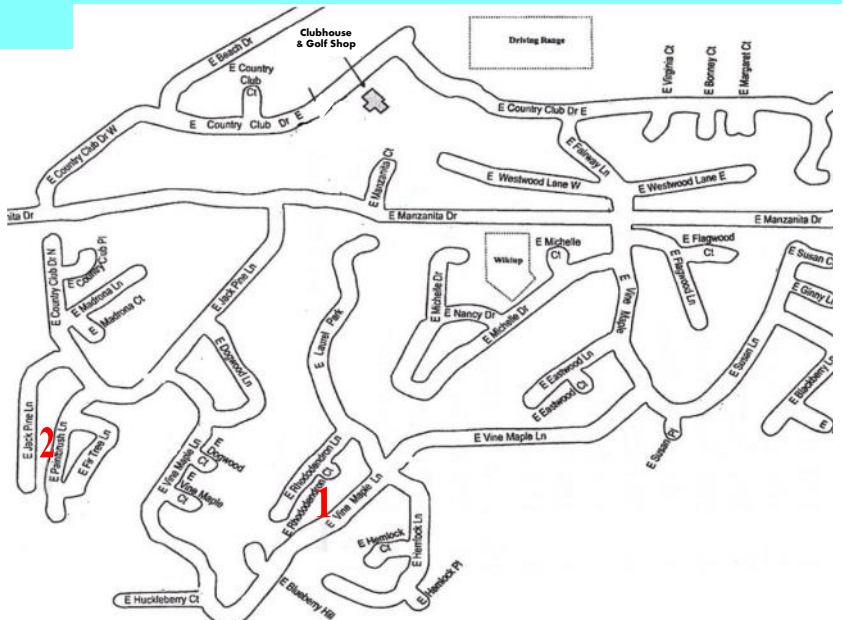 Clubhouse
& Golf Shop
Driving Range
E Beach Dr
E Country
Club
Ct
E Country Club Dr E
E Country Club Dr E
E Virginia Ct
E Bonney Ct
E Margaret Ct
E Country Club Dr W
E Fairway Ln
E Manzanita Ct
E Westwood Lane W
E Westwood Lane E
nita Dr
E Manzanita Dr
E Manzanita Dr
E Country Club Dr N
E Country Club Pl
E Madrona Ln
E Madrona Ct
E Jack Pine Ln
E Laurel Park
E Michelle Dr
E Nancy Dr
E Michelle Dr
Wikiup
E Michelle
Ct
E Vine Maple
E Flagwood
Ct
E Flagwood Ln
E Susan C
E Ginny L
E Susan Ln
E Blackberry Ln
E
E Dogwood Ln
E Eastwood Ln
E Eastwood Ct
E Vine Maple Ln
E Susan Pl
E Jack Pine Ln
2
E Paintbrush Ln
E Fir Tree Ln
E Vine Maple Ln
E
Dogwood
Ct
E
Vine Maple
Ct
E Rhododendron Ln
E Rhododendron Ct
1
E Vine Maple Ln
E Hemlock
Ct
E Hemlock Ln
E Hemlock Pl
E Huckleberry Ct
E Blueberry Hill